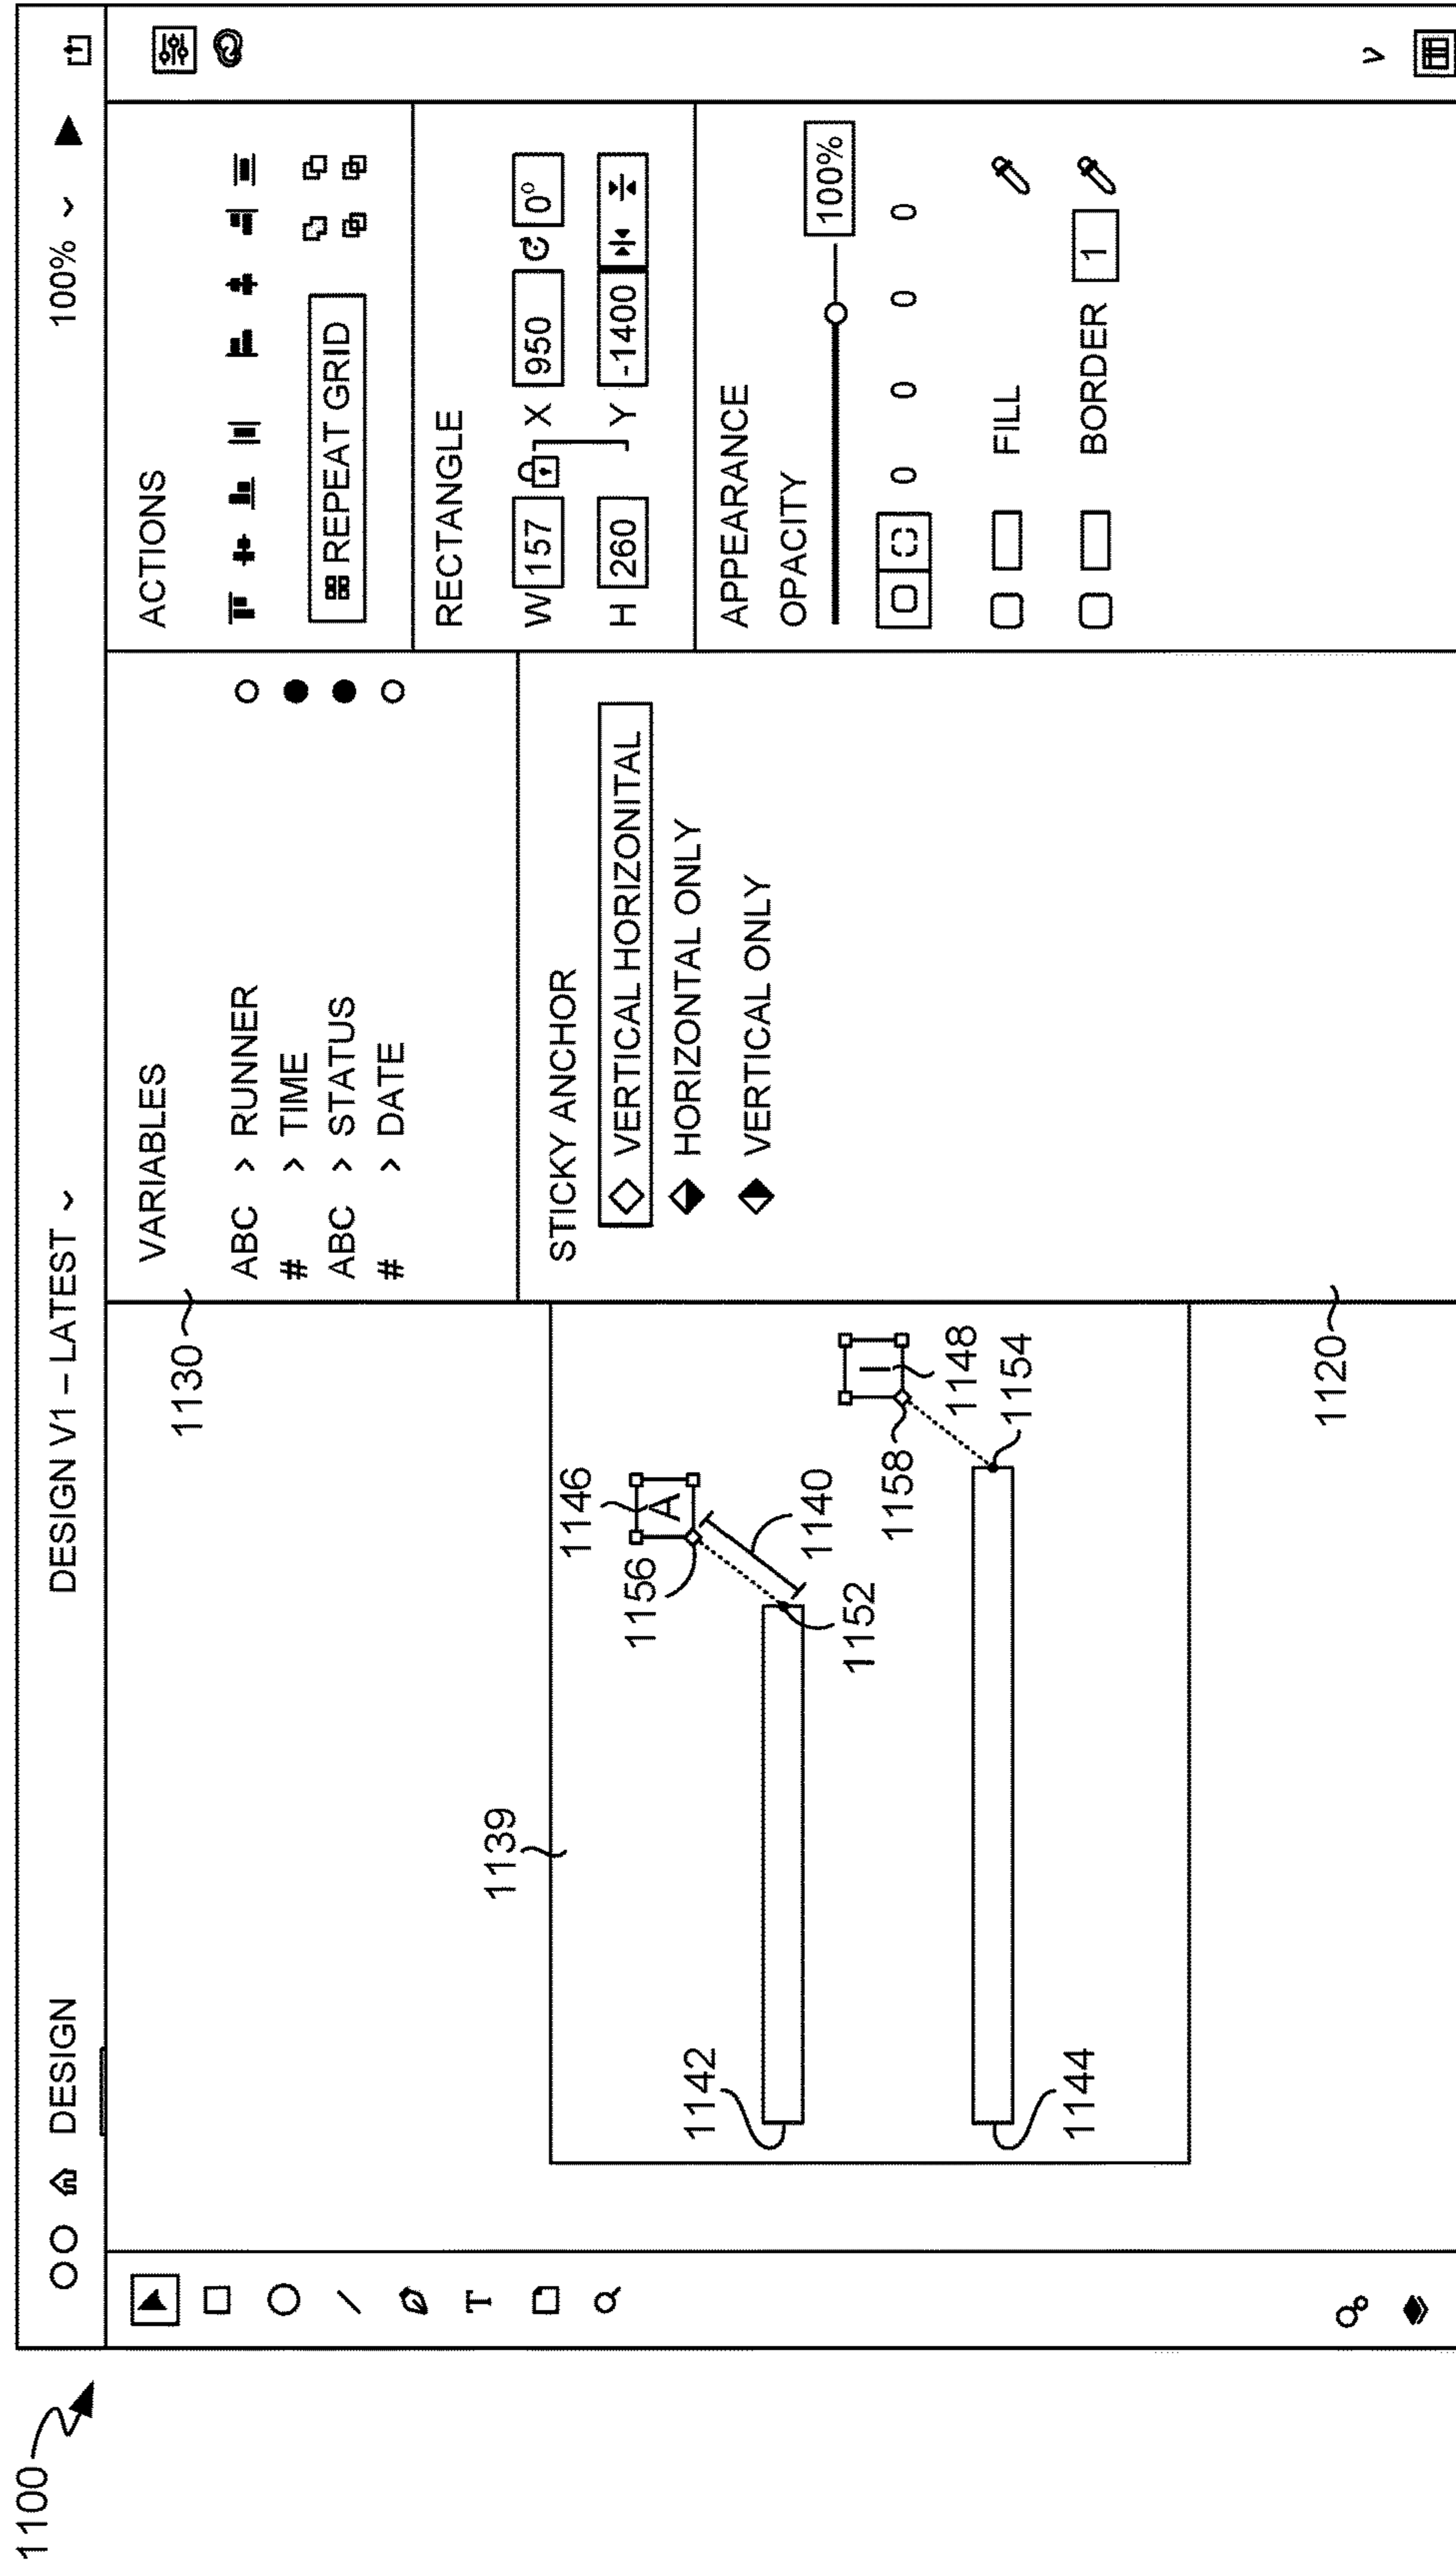 1100
DESIGN
DESIGN V1 – LATEST
100%
1130
VARIABLES
ABC > RUNNER
# > TIME
ABC > STATUS
# > DATE
STICKY ANCHOR
VERTICAL HORIZONITAL
HORIZONTAL ONLY
VERTICAL ONLY
ACTIONS
REPEAT GRID
RECTANGLE
W 157 X 950 0°
H 260 Y -1400
APPEARANCE
OPACITY
100%
0 0 0 0
FILL
BORDER 1
T
1139
1146
A
1156
1140
1142
1152
I
1148
1158
1154
1144
1120